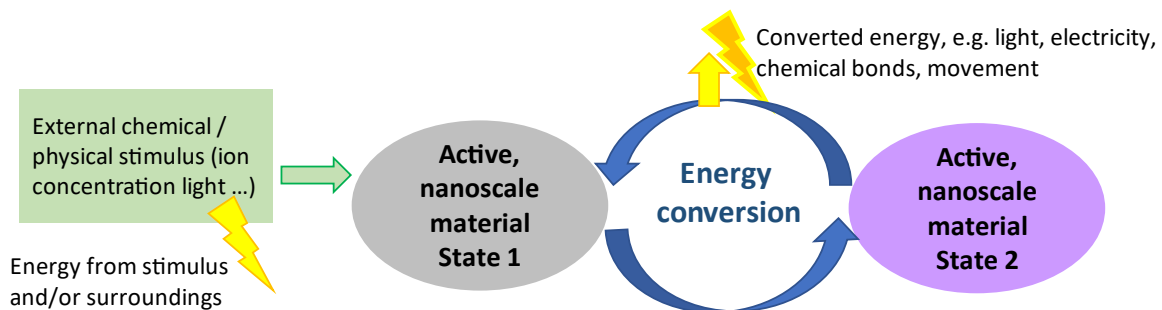 Converted energy, e.g. light, electricity,
chemical bonds, movement
External chemical /
physical stimulus (ion
concentration light ...)
Energy from stimulus
and/or surroundings
Active,
nanoscale
material
State 1
Energy
conversion
Active,
nanoscale
material
State 2